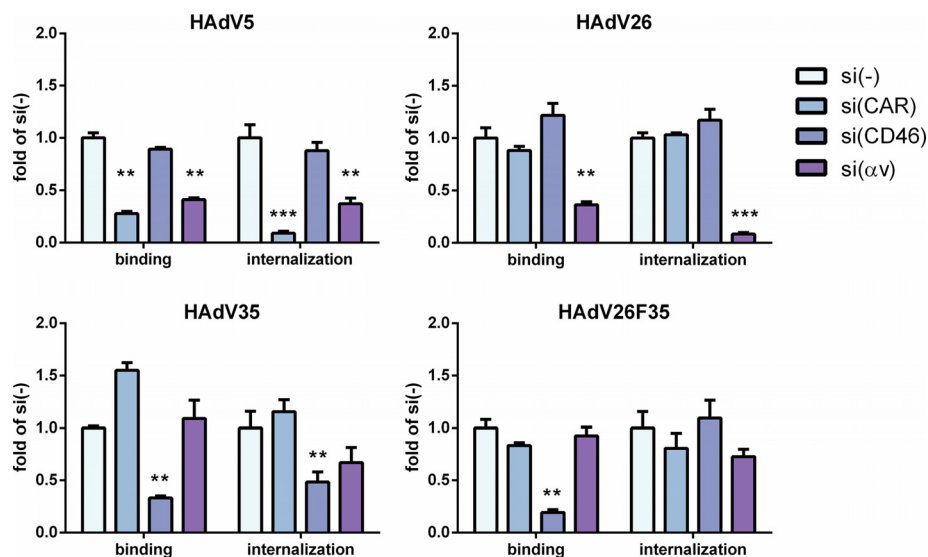 HAdV5
fold of si(-)
2.0
1.5
1.0
0.5
0.0
**
**
***
**
binding
internalization
HAdV26
fold of si(-)
2.0
1.5
1.0
0.5
0.0
**
***
binding
internalization
si(-)
si(CAR)
si(CD46)
si(αv)
HAdV35
fold of si(-)
2.0
1.5
1.0
0.5
0.0
**
**
binding
internalization
HAdV26F35
fold of si(-)
2.0
1.5
1.0
0.5
0.0
**
binding
internalization